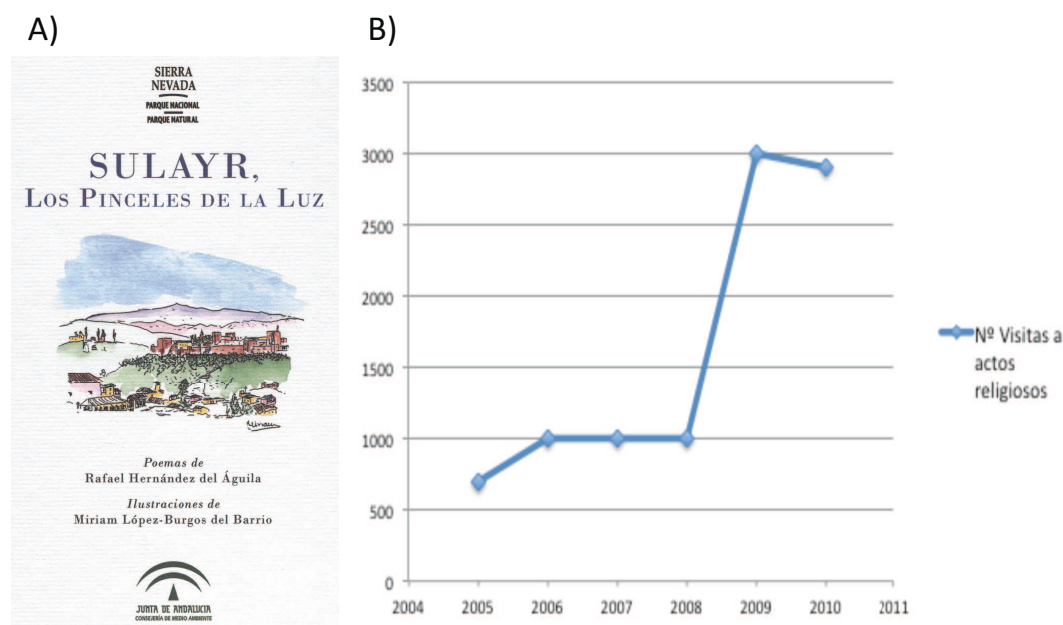 A)
SIERRA
NEVADA
PARQUE NACIONAL
PARQUE NATURAL
SULAYR,
LOS PINCELES DE LA LUZ
Poemas de
Rafael Hernández del Águila
Ilustraciones de
Miriam López-Burgos del Barrio
JUNTA DE ANDALUCIA
CONSEJERÍA DE MEDIO AMBIENTE
B)
3500
3000
2500
2000
1500
1000
500
0
2004 2005 2006 2007 2008 2009 2010 2011
Nº Visitas a
actos
religiosos